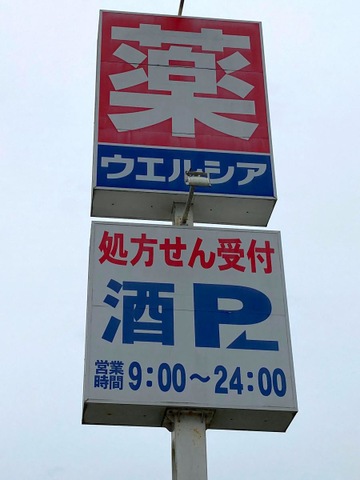 薬
ウエルシア
処方せん受付
酒 P
営業時間 9:00～24:00